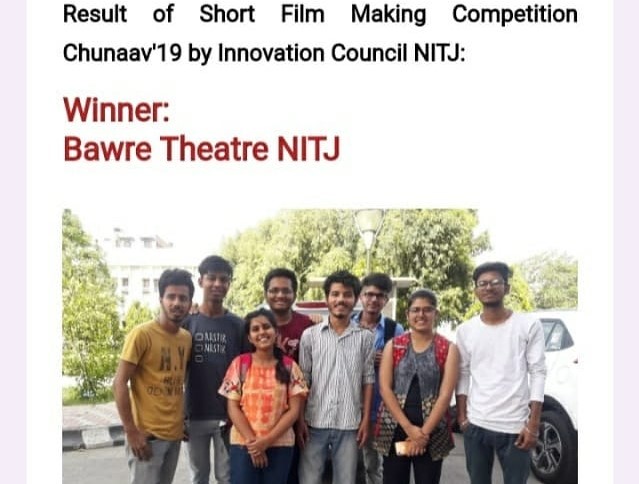 Result of Short Film Making Competition
Chunaav'19 by Innovation Council NITJ:
Winner:
Bawre Theatre NITJ